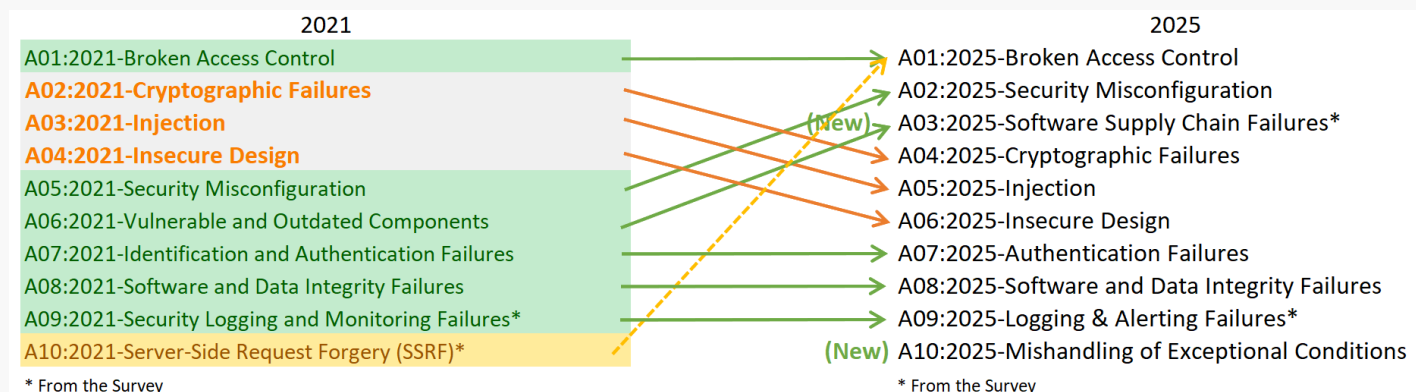 2021
A01:2021-Broken Access Control
A02:2021-Cryptographic Failures
A03:2021-Injection
A04:2021-Insecure Design
A05:2021-Security Misconfiguration
A06:2021-Vulnerable and Outdated Components
A07:2021-Identification and Authentication Failures
A08:2021-Software and Data Integrity Failures
A09:2021-Security Logging and Monitoring Failures*
A10:2021-Server-Side Request Forgery (SSRF)*
* From the Survey
2025
A01:2025-Broken Access Control
A02:2025-Security Misconfiguration
(New) A03:2025-Software Supply Chain Failures*
A04:2025-Cryptographic Failures
A05:2025-Injection
A06:2025-Insecure Design
A07:2025-Authentication Failures
A08:2025-Software and Data Integrity Failures
A09:2025-Logging & Alerting Failures*
(New) A10:2025-Mishandling of Exceptional Conditions
* From the Survey